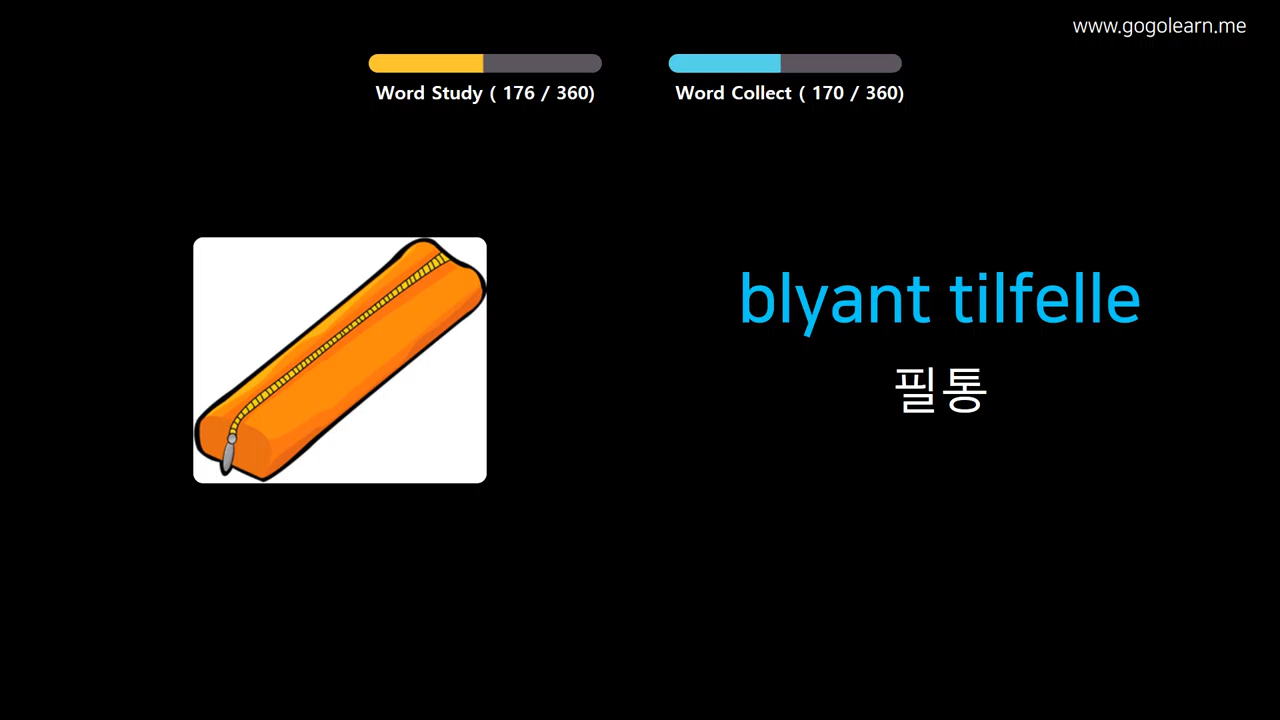 www.gogolearn.me
Word Study ( 176 / 360)
Word Collect ( 170 / 360)
blyant tilfelle
필통